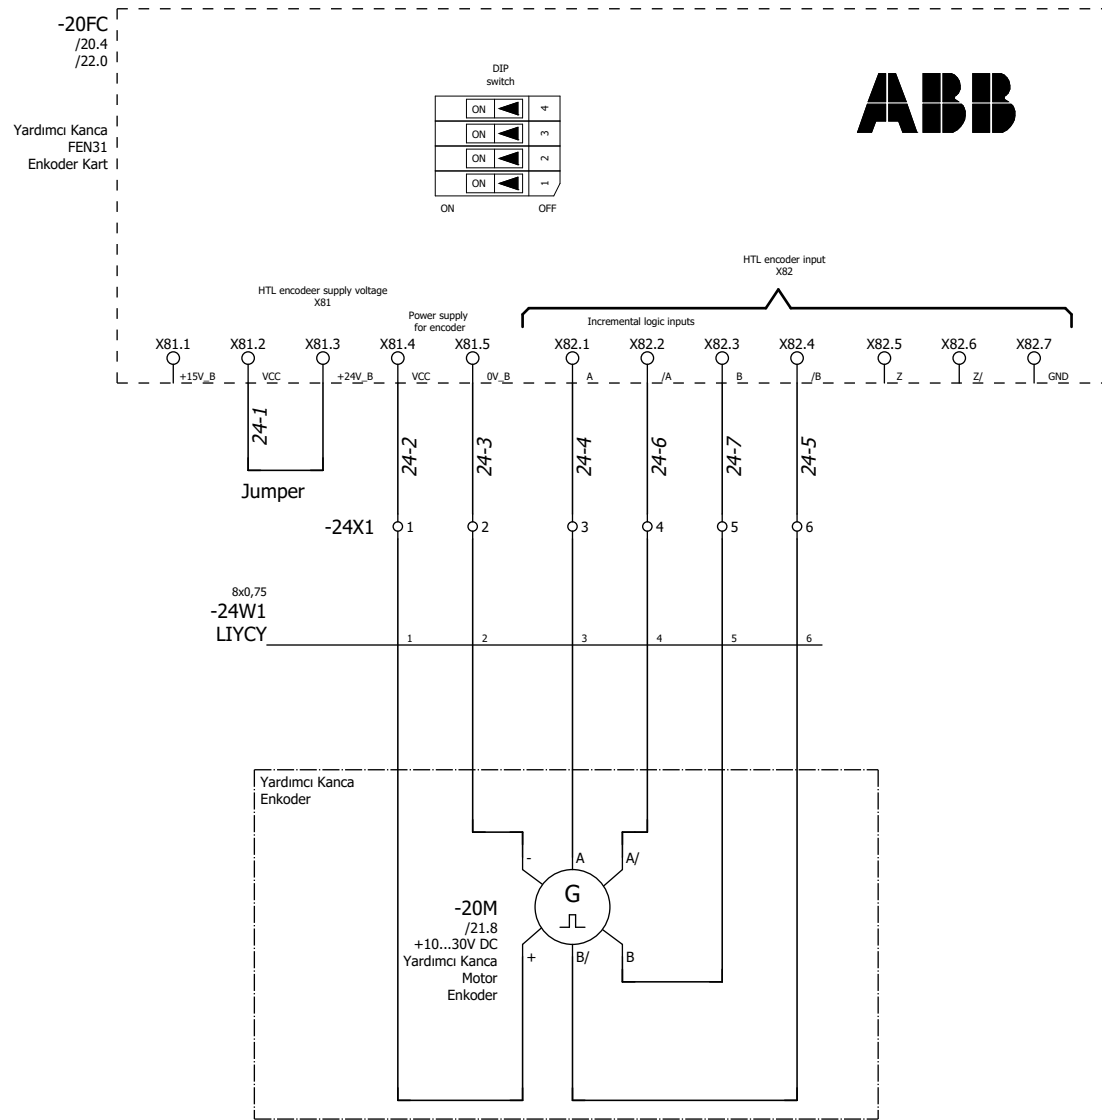 -20FC
/20.4
/22.0
Yardımcı Kanca
FEN31
Enkoder Kart
DIP
switch
ON 4
ON 3
ON 2
ON 1
ON OFF
ABB
HTL encoder input
X82
HTL encodeer supply voltage
X81
Power supply
for encoder
Incremental logic inputs
X81.1 X81.2 X81.3 X81.4 X81.5 X82.1 X82.2 X82.3 X82.4 X82.5 X82.6 X82.7
+15V_B VCC +24V_B VCC 0V_B A /A B /B Z Z/ GND
24-1 24-2 24-3 24-4 24-6 24-7 24-5
Jumper
-24X1 1 2 3 4 5 6
8x0,75
-24W1
LIYCY
1 2 3 4 5 6
Yardımcı Kanca
Enkoder
- A A/
G
-20M
/21.8
+10...30V DC
Yardımcı Kanca
Motor
Enkoder
+ B/ B